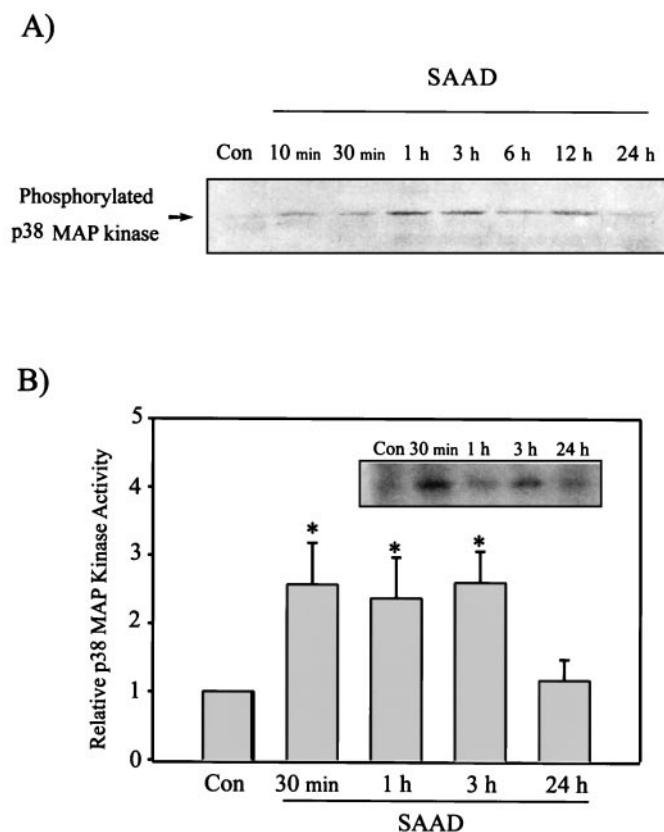 A)
SAAD
Con 10 min 30 min 1 h 3 h 6 h 12 h 24 h
Phosphorylated
p38 MAP kinase
B)
Relative p38 MAP Kinase Activity
5
4
3
2
1
0
Con 30 min 1 h 3 h 24 h
* * *
Con 30 min 1 h 3 h 24 h
SAAD